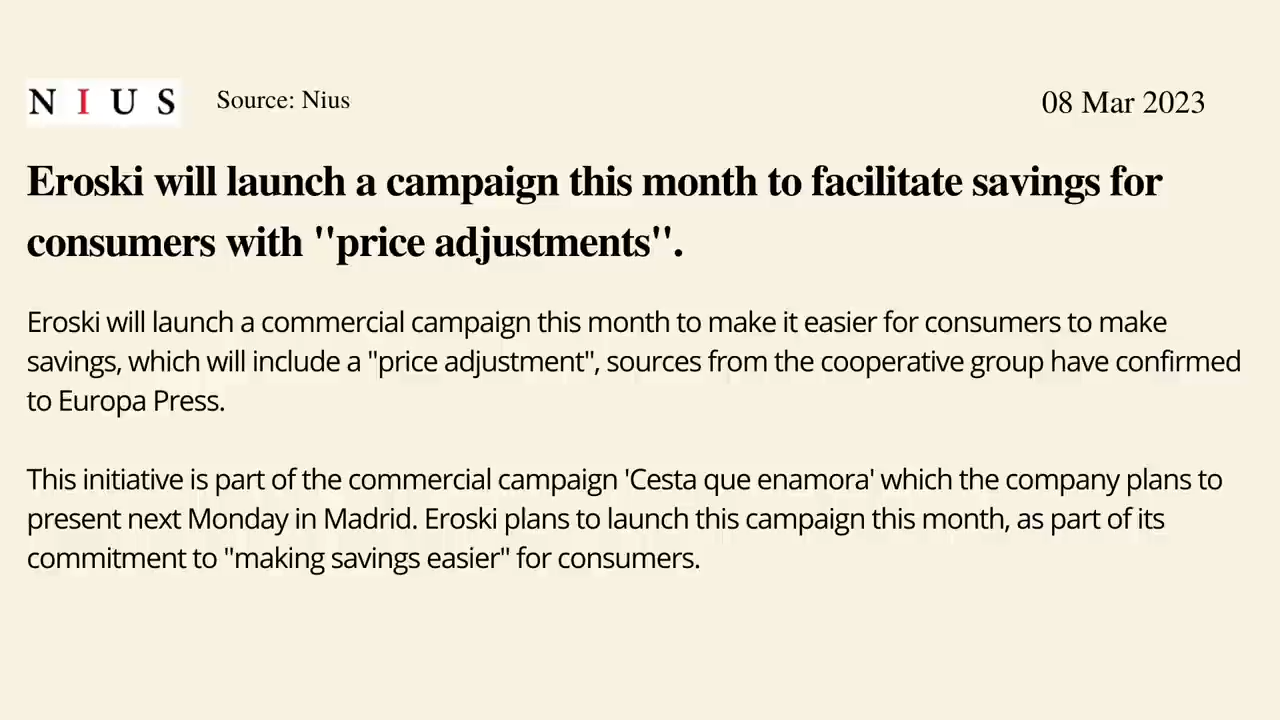 NIUS
Source: Nius
08 Mar 2023
Eroski will launch a campaign this month to facilitate savings for
consumers with "price adjustments".
Eroski will launch a commercial campaign this month to make it easier for consumers to make
savings, which will include a "price adjustment", sources from the cooperative group have confirmed
to Europa Press.
This initiative is part of the commercial campaign 'Cesta que enamora' which the company plans to
present next Monday in Madrid. Eroski plans to launch this campaign this month, as part of its
commitment to "making savings easier" for consumers.